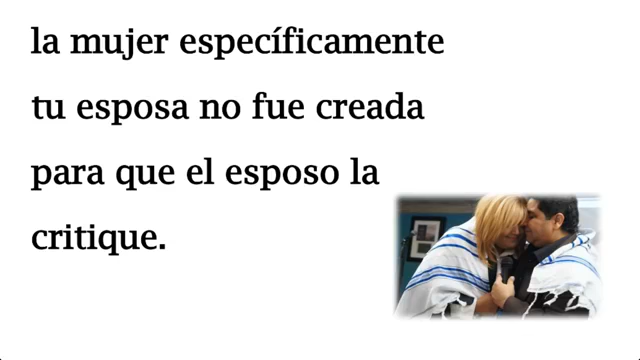 la mujer específicamente
tu esposa no fue creada
para que el esposo la
critique.